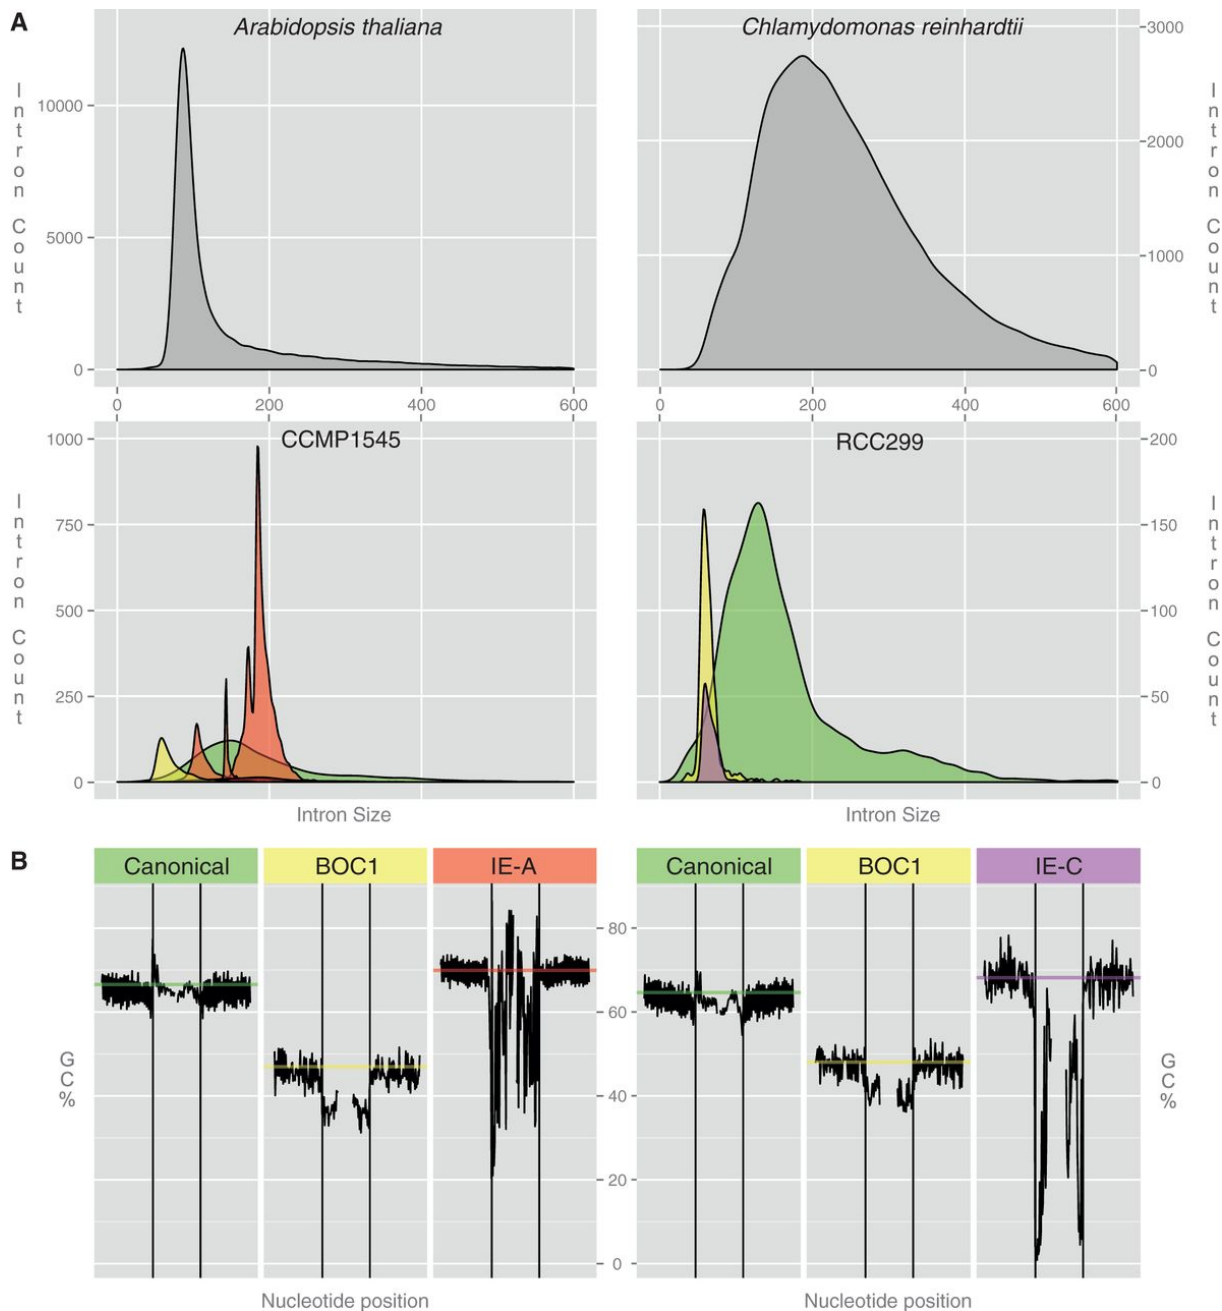 A
Arabidopsis thaliana
Chlamydomonas reinhardtii
Intron Count
10000
5000
0
0 200 400 600
3000
2000
1000
0
Intron Count
0 200 400 600
CCMP1545
RCC299
Intron Count
1000
750
500
250
0
Intron Size
200
150
100
50
0
Intron Count
Intron Size
B
Canonical BOC1 IE-A
Canonical BOC1 IE-C
GC%
80
60
40
20
0
GC%
Nucleotide position
Nucleotide position